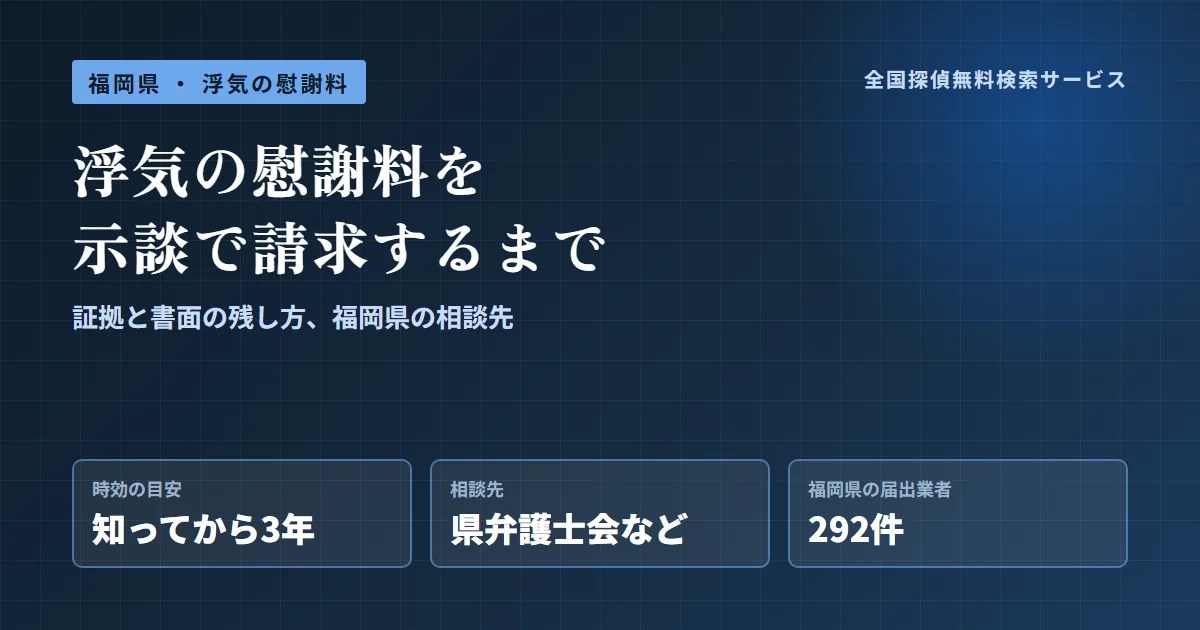 福岡県 ・ 浮気の慰謝料
全国探偵無料検索サービス
浮気の慰謝料を
示談で請求するまで
証拠と書面の残し方、福岡県の相談先
時効の目安
知ってから3年
相談先
県弁護士会など
福岡県の届出業者
292件